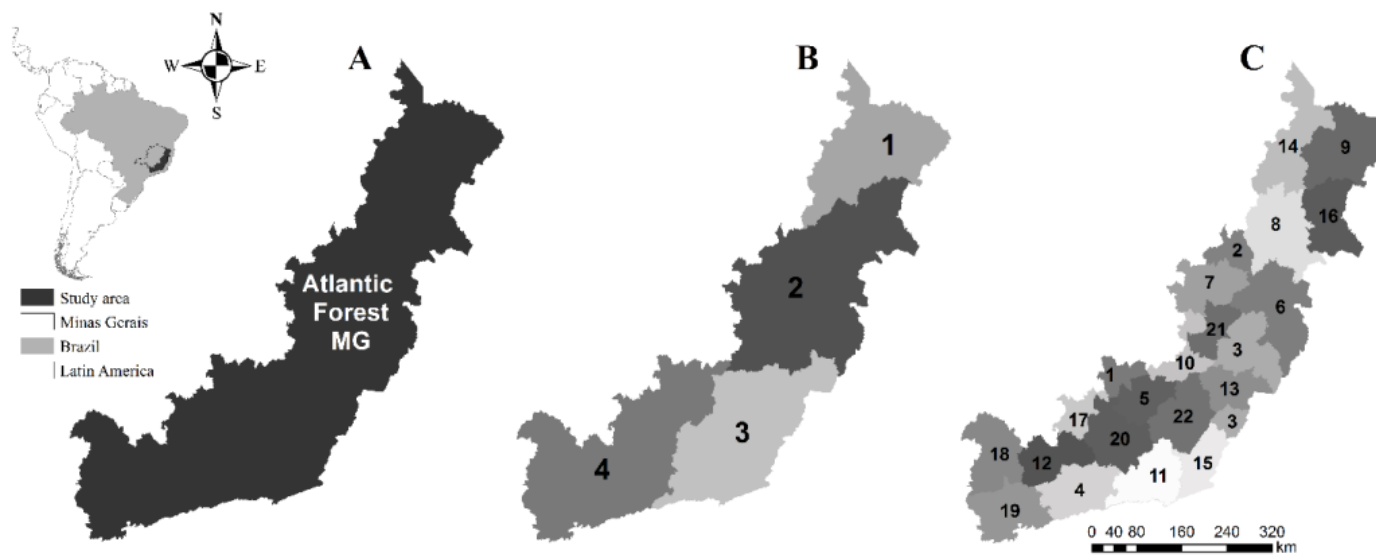 N
W E
S
A
B
C
Atlantic
Forest
MG
Study area
Minas Gerais
Brazil
Latin America
1
2
3
4
14
9
16
8
2
7
6
21
3
10
1
13
5
22
3
17
20
18
12
15
11
4
19
0 40 80 160 240 320
km